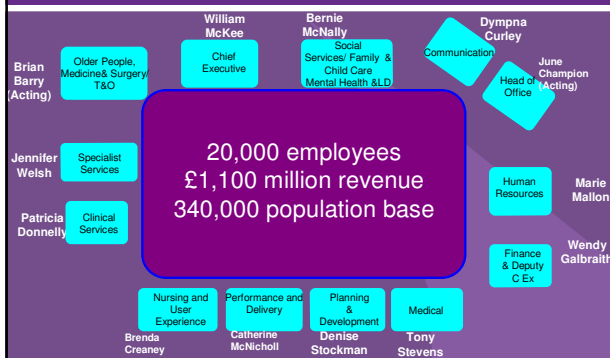 William
McKee
Bernie
McNally
Dympna
Curley
Brian
Barry
(Acting)
Older People,
Medicine& Surgery/
T&O
Chief
Executive
Social
Services/ Family &
Child Care
Mental Health &LD
Communication
Head of
Office
June
Champion
(Acting)
20,000 employees
£1,100 million revenue
340,000 population base
Jennifer
Welsh
Specialist
Services
Patricia
Donnelly
Clinical
Services
Human
Resources
Marie
Mallon
Finance
& Deputy
C Ex
Wendy
Galbraith
Nursing and
User
Experience
Performance and
Delivery
Planning
&
Development
Medical
Brenda
Creaney
Catherine
McNicholl
Denise
Stockman
Tony
Stevens